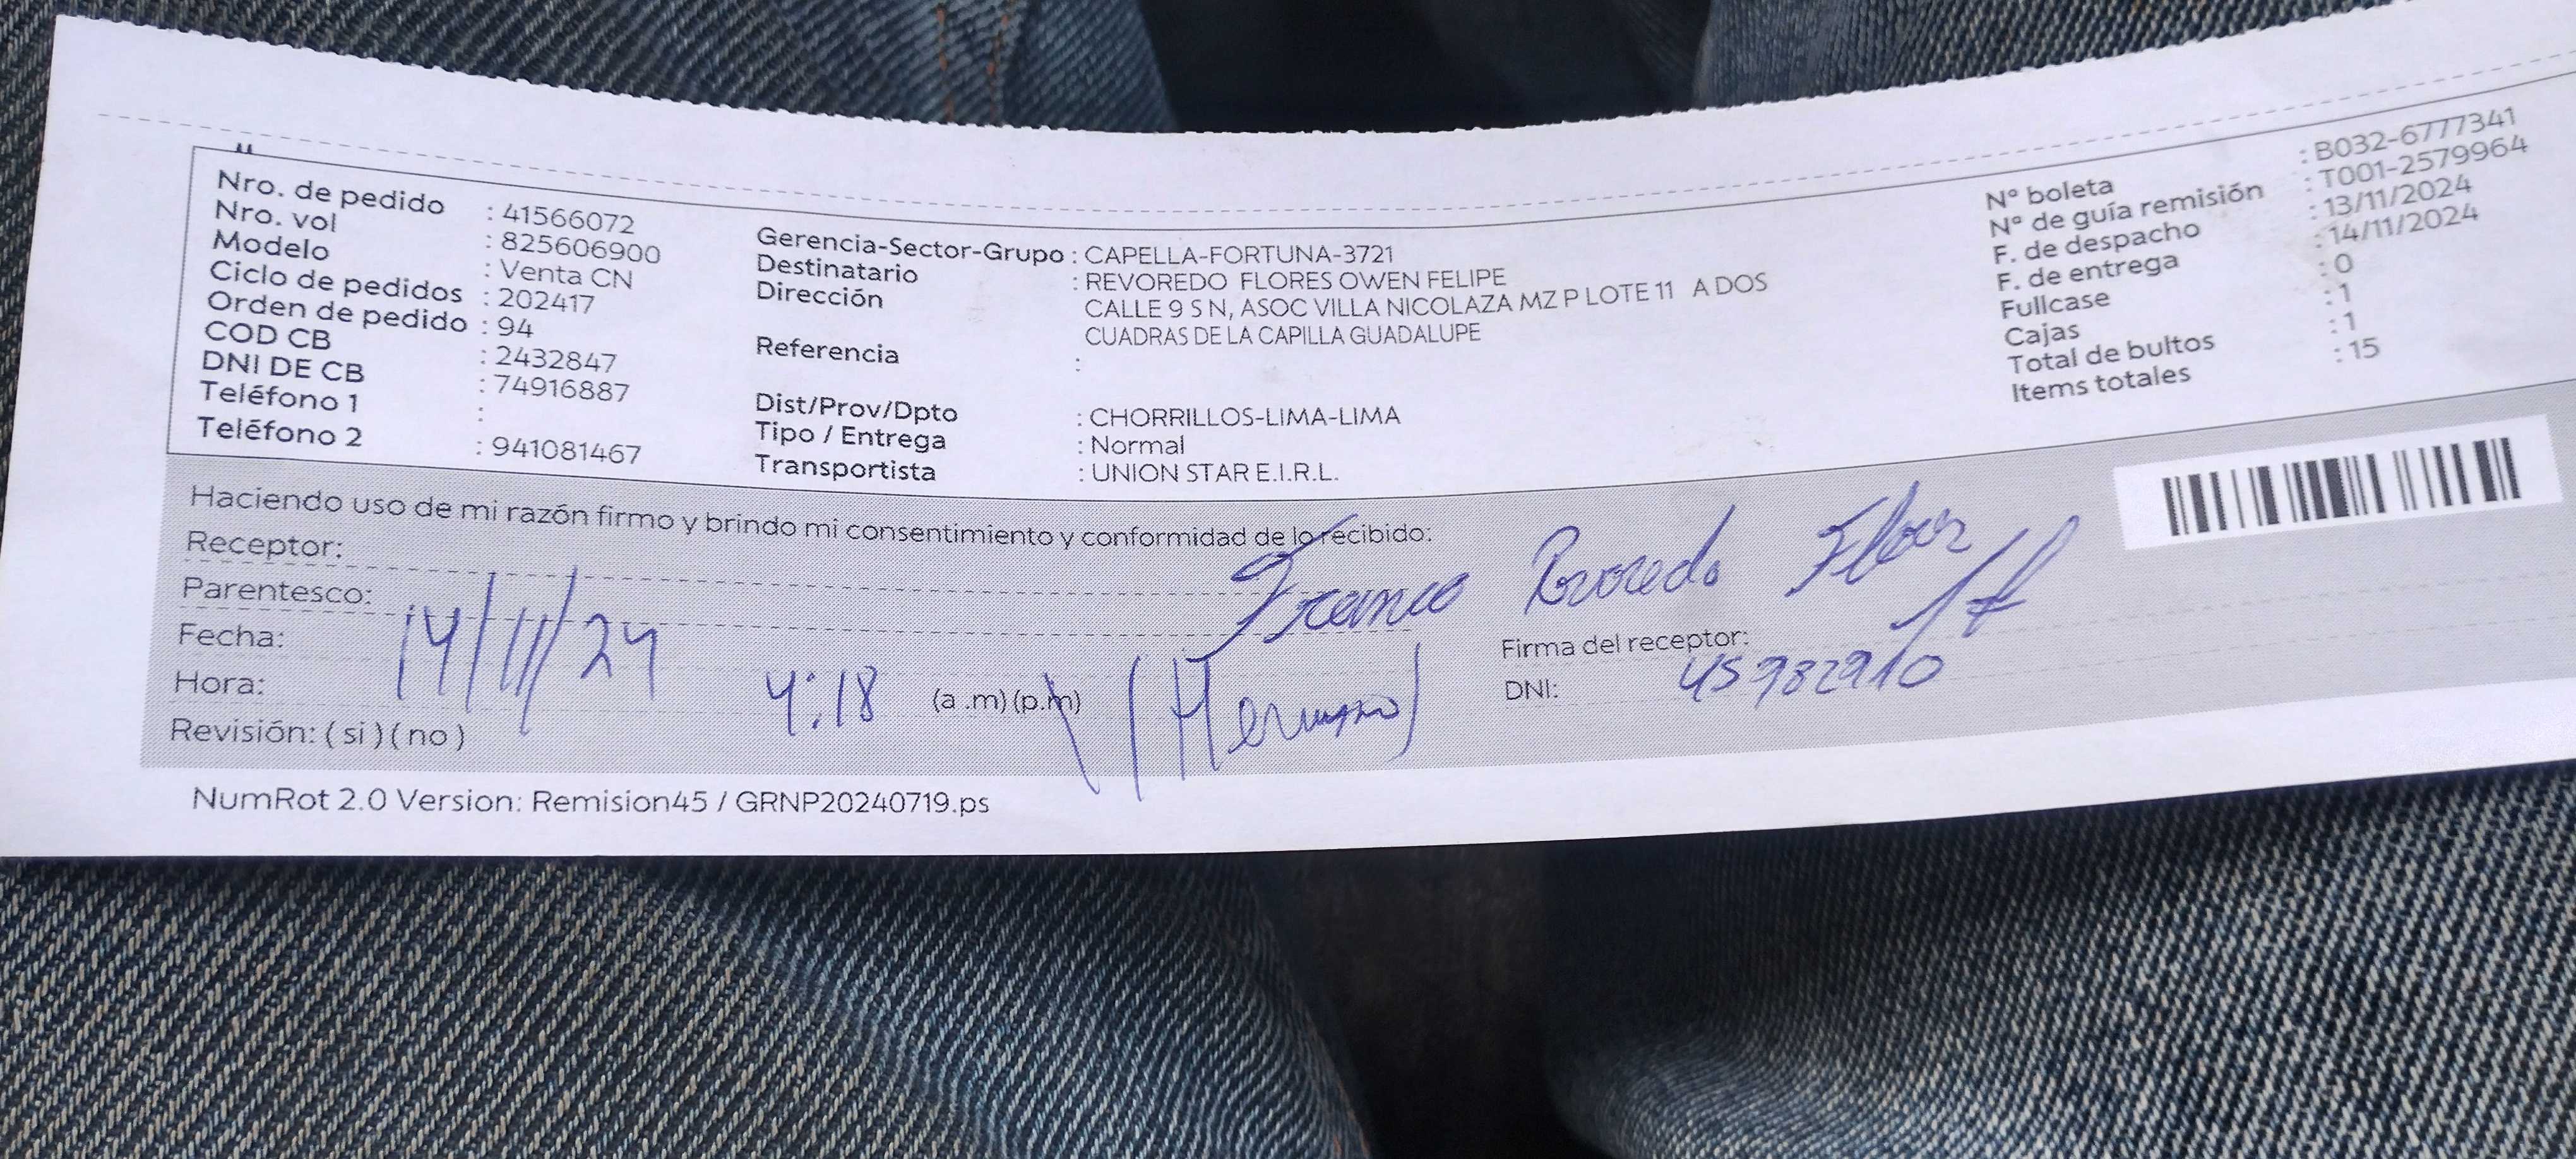 Nro. de pedido : 41566072
Nro. vol : 825606900
Modelo : Venta CN
Ciclo de pedidos : 202417
Orden de pedido : 94
COD CB : 2432847
DNI DE CB : 74916887
Teléfono 1 :
Teléfono 2 : 941081467
Gerencia-Sector-Grupo : CAPELLA-FORTUNA-3721
Destinatario : REVOREDO FLORES OWEN FELIPE
Dirección CALLE 9 S N, ASOC VILLA NICOLAZA MZ P LOTE 11 A DOS
CUADRAS DE LA CAPILLA GUADALUPE
Referencia :
Dist/Prov/Dpto : CHORRILLOS-LIMA-LIMA
Tipo / Entrega : Normal
Transportista : UNION STAR E.I.R.L.
N° boleta : B032-6777341
N° de guía remisión : T001-2579964
F. de despacho : 13/11/2024
F. de entrega : 14/11/2024
Fullcase : 0
Cajas : 1
Total de bultos : 1
Items totales : 15
Haciendo uso de mi razón firmo y brindo mi consentimiento y conformidad de lo recibido:
Receptor: Franco Revoredo Flores
Parentesco:
Fecha: 14/11/24
Hora: 4:18 (a .m) (p.m) (Hermano)
Revisión: ( si ) ( no )
Firma del receptor:
DNI: 45982910
NumRot 2.0 Version: Remision45 / GRNP20240719.ps